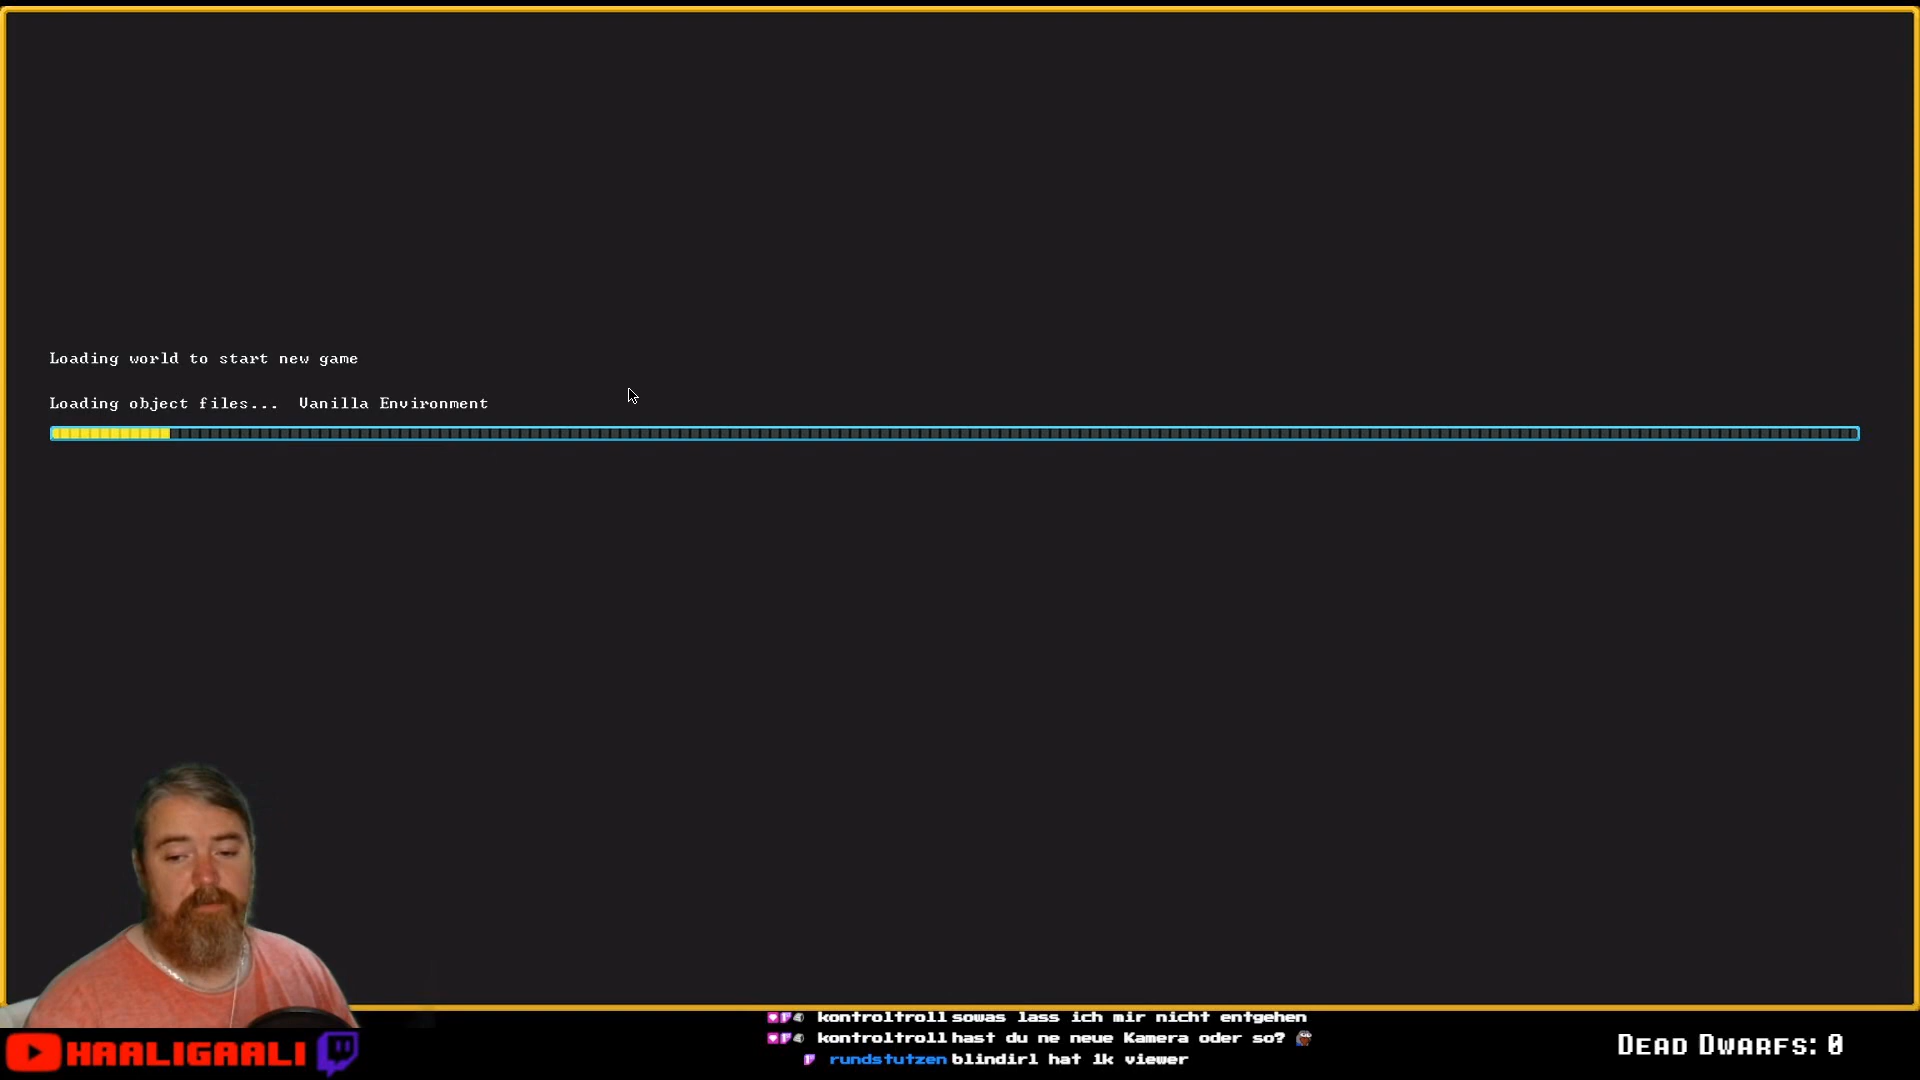 Loading world to start new game
Loading object files... Vanilla Environment
kontroltroll sowas lass ich mir nicht entgehen
kontroltroll hast du ne neue Kamera oder so?
rundstutzen blindirl hat 1k viewer
HAALIGAALI
DEAD DWARFS: 0